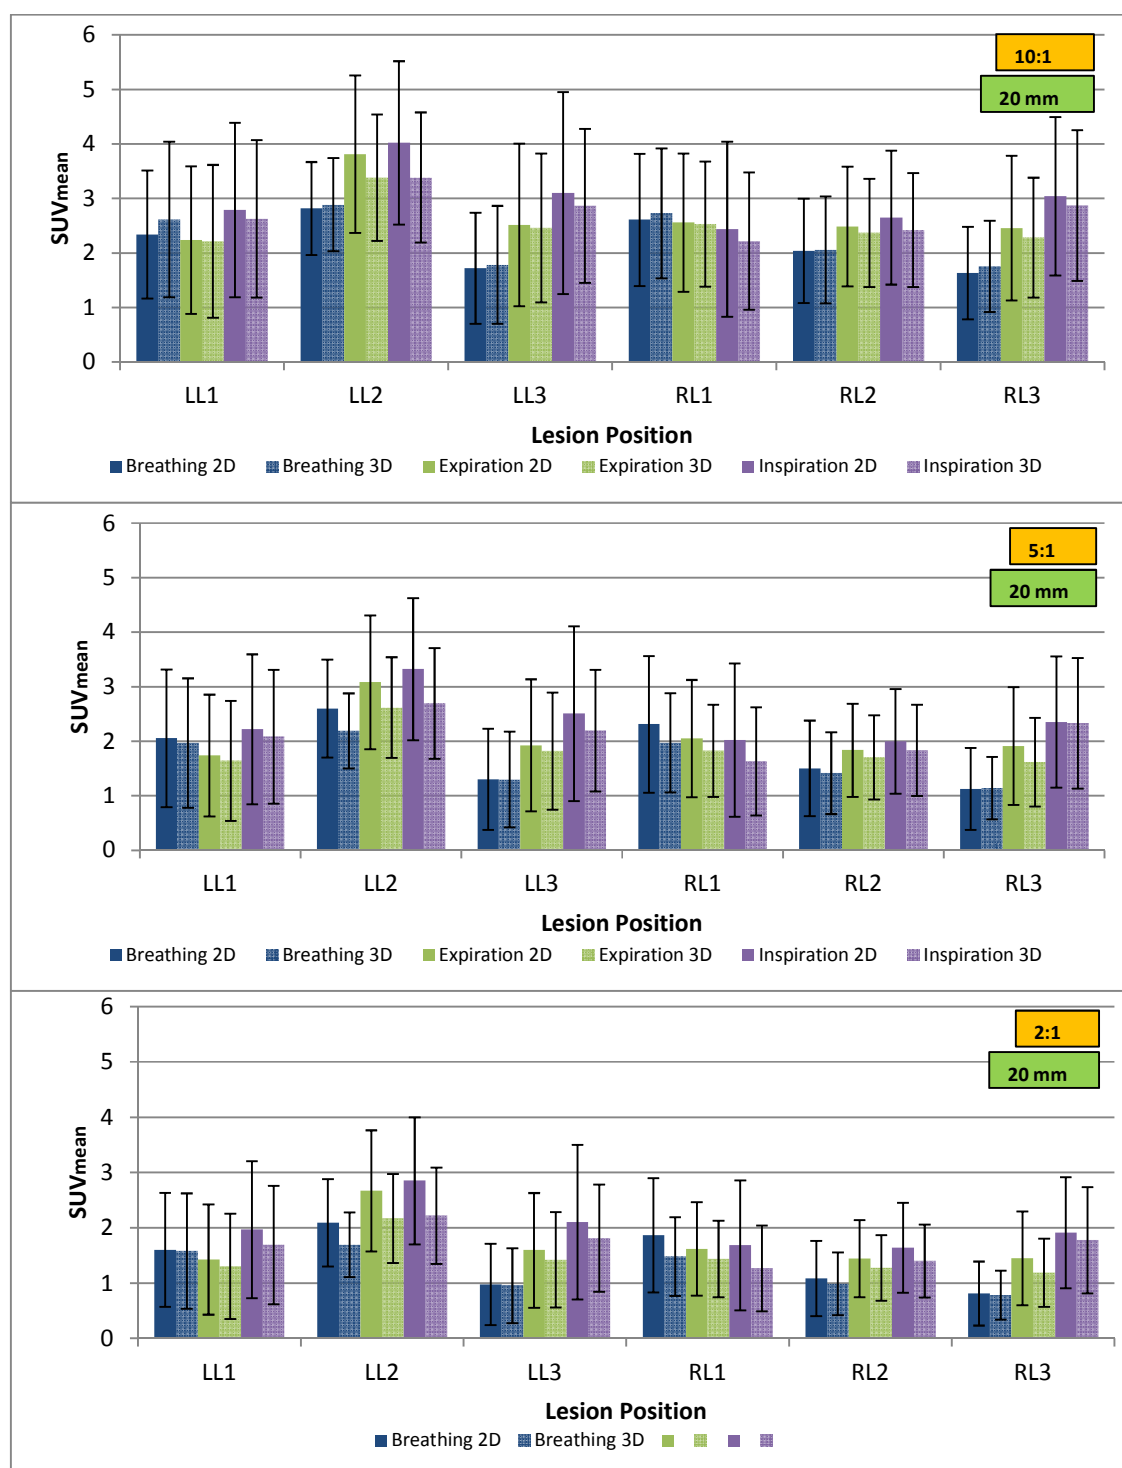 6
10:1
5
20 mm
4
3
2
1
0
SUVmean
LL1 LL2 LL3 RL1 RL2 RL3
Lesion Position
Breathing 2D Breathing 3D Expiration 2D Expiration 3D Inspiration 2D Inspiration 3D
6
5:1
5
20 mm
4
3
2
1
0
SUVmean
LL1 LL2 LL3 RL1 RL2 RL3
Lesion Position
Breathing 2D Breathing 3D Expiration 2D Expiration 3D Inspiration 2D Inspiration 3D
6
2:1
5
20 mm
4
3
2
1
0
SUVmean
LL1 LL2 LL3 RL1 RL2 RL3
Lesion Position
Breathing 2D Breathing 3D